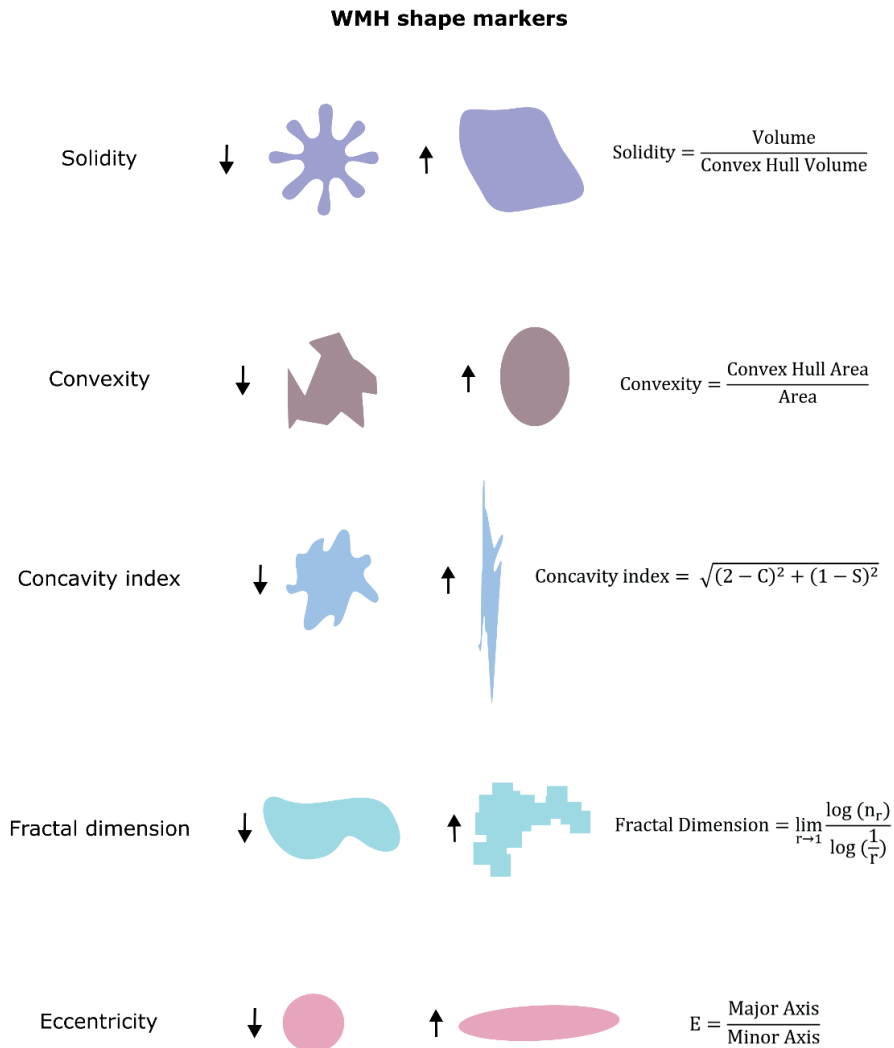 WMH shape markers
Solidity ↓ ↑ Solidity = Volume / Convex Hull Volume
Convexity ↓ ↑ Convexity = Convex Hull Area / Area
Concavity index ↓ ↑ Concavity index = √((2 − C)² + (1 − S)²)
Fractal dimension ↓ ↑ Fractal Dimension = lim r→1 log (nᵣ) / log (1/r)
Eccentricity ↓ ↑ E = Major Axis / Minor Axis